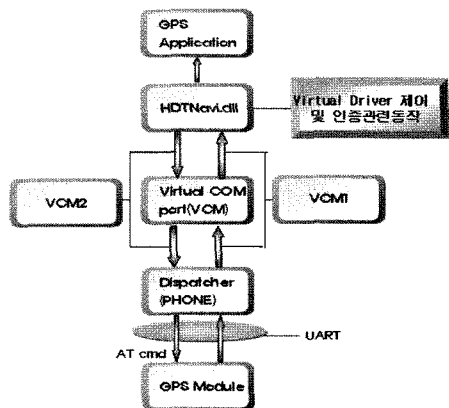 GPS
Application
HDTNavi.dll
Virtual Driver 제어
및 인증관련동작
VCM2
Virtual COM
port(VCM)
VCM1
Dispatcher
(PHONE)
UART
AT cmd
GPS Module